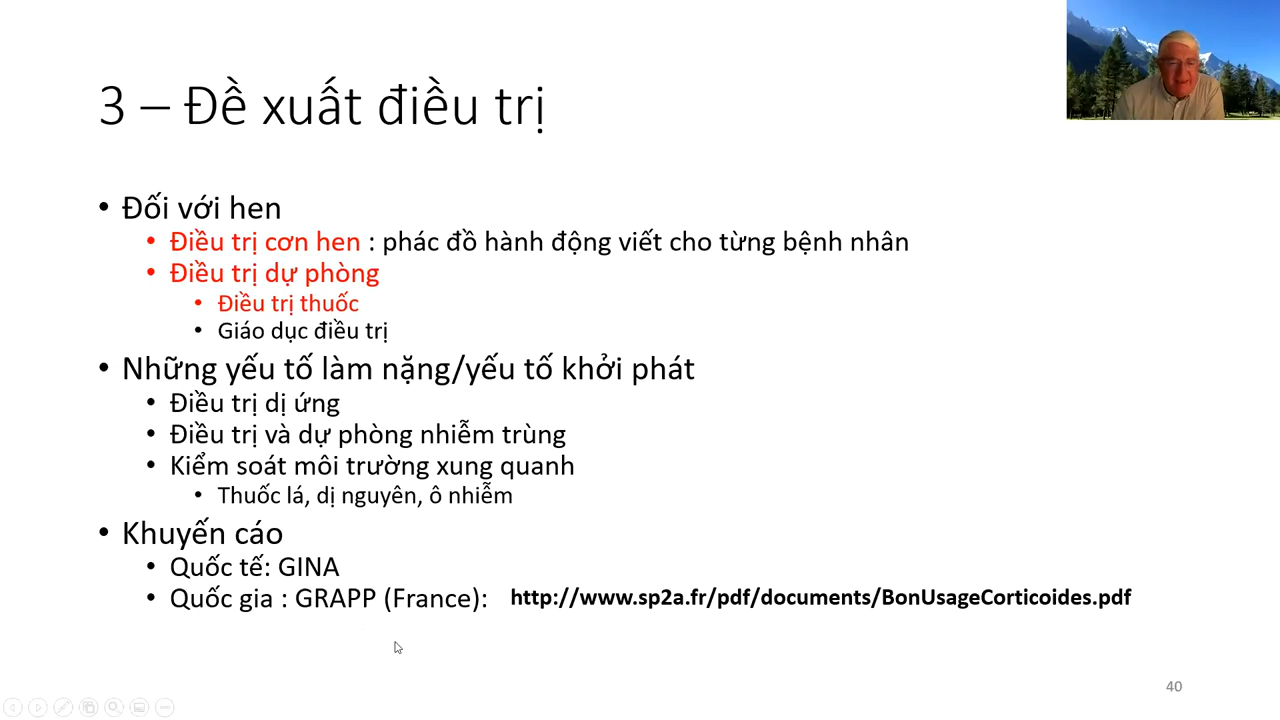 3 – Đề xuất điều trị
• Đối với hen
• Điều trị cơn hen : phác đồ hành động viết cho từng bệnh nhân
• Điều trị dự phòng
• Điều trị thuốc
• Giáo dục điều trị
• Những yếu tố làm nặng/yếu tố khởi phát
• Điều trị dị ứng
• Điều trị và dự phòng nhiễm trùng
• Kiểm soát môi trường xung quanh
• Thuốc lá, dị nguyên, ô nhiễm
• Khuyến cáo
• Quốc tế: GINA
• Quốc gia : GRAPP (France): http://www.sp2a.fr/pdf/documents/BonUsageCorticoides.pdf
40